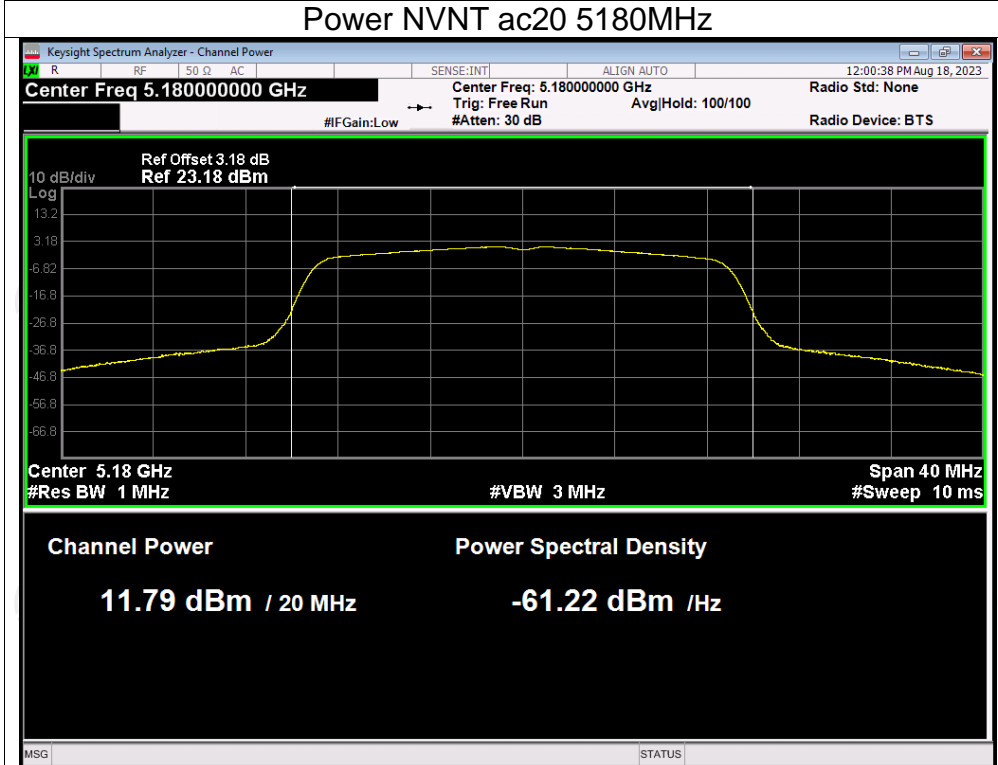 Power NVNT ac20 5180MHz
Keysight Spectrum Analyzer - Channel Power
LXI R RF 50 Ω AC SENSE:INT ALIGN AUTO 12:00:38 PM Aug 18, 2023
Center Freq 5.180000000 GHz Center Freq: 5.180000000 GHz Radio Std: None
Trig: Free Run Avg|Hold: 100/100
#IFGain:Low #Atten: 30 dB Radio Device: BTS
Ref Offset 3.18 dB
10 dB/div Ref 23.18 dBm
Log
13.2
3.18
-6.82
-16.8
-26.8
-36.8
-46.8
-56.8
-66.8
Center 5.18 GHz Span 40 MHz
#Res BW 1 MHz #VBW 3 MHz #Sweep 10 ms
Channel Power Power Spectral Density
11.79 dBm / 20 MHz -61.22 dBm /Hz
MSG STATUS